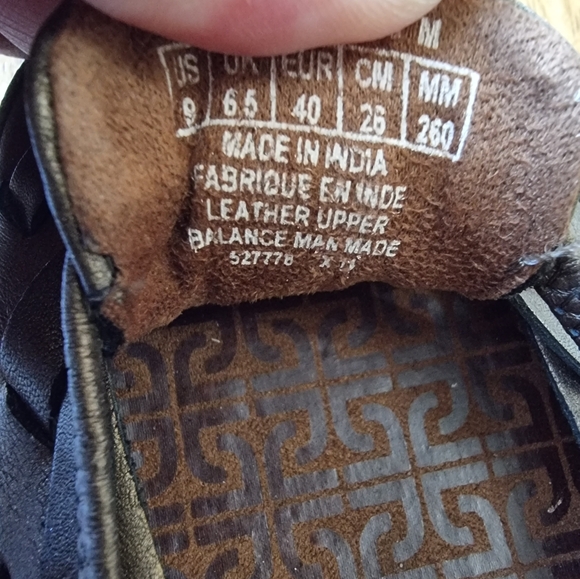 M
US UK EUR CM MM
9 6.5 40 26 260
MADE IN INDIA
FABRIQUE EN INDE
LEATHER UPPER
BALANCE MAN MADE
527778